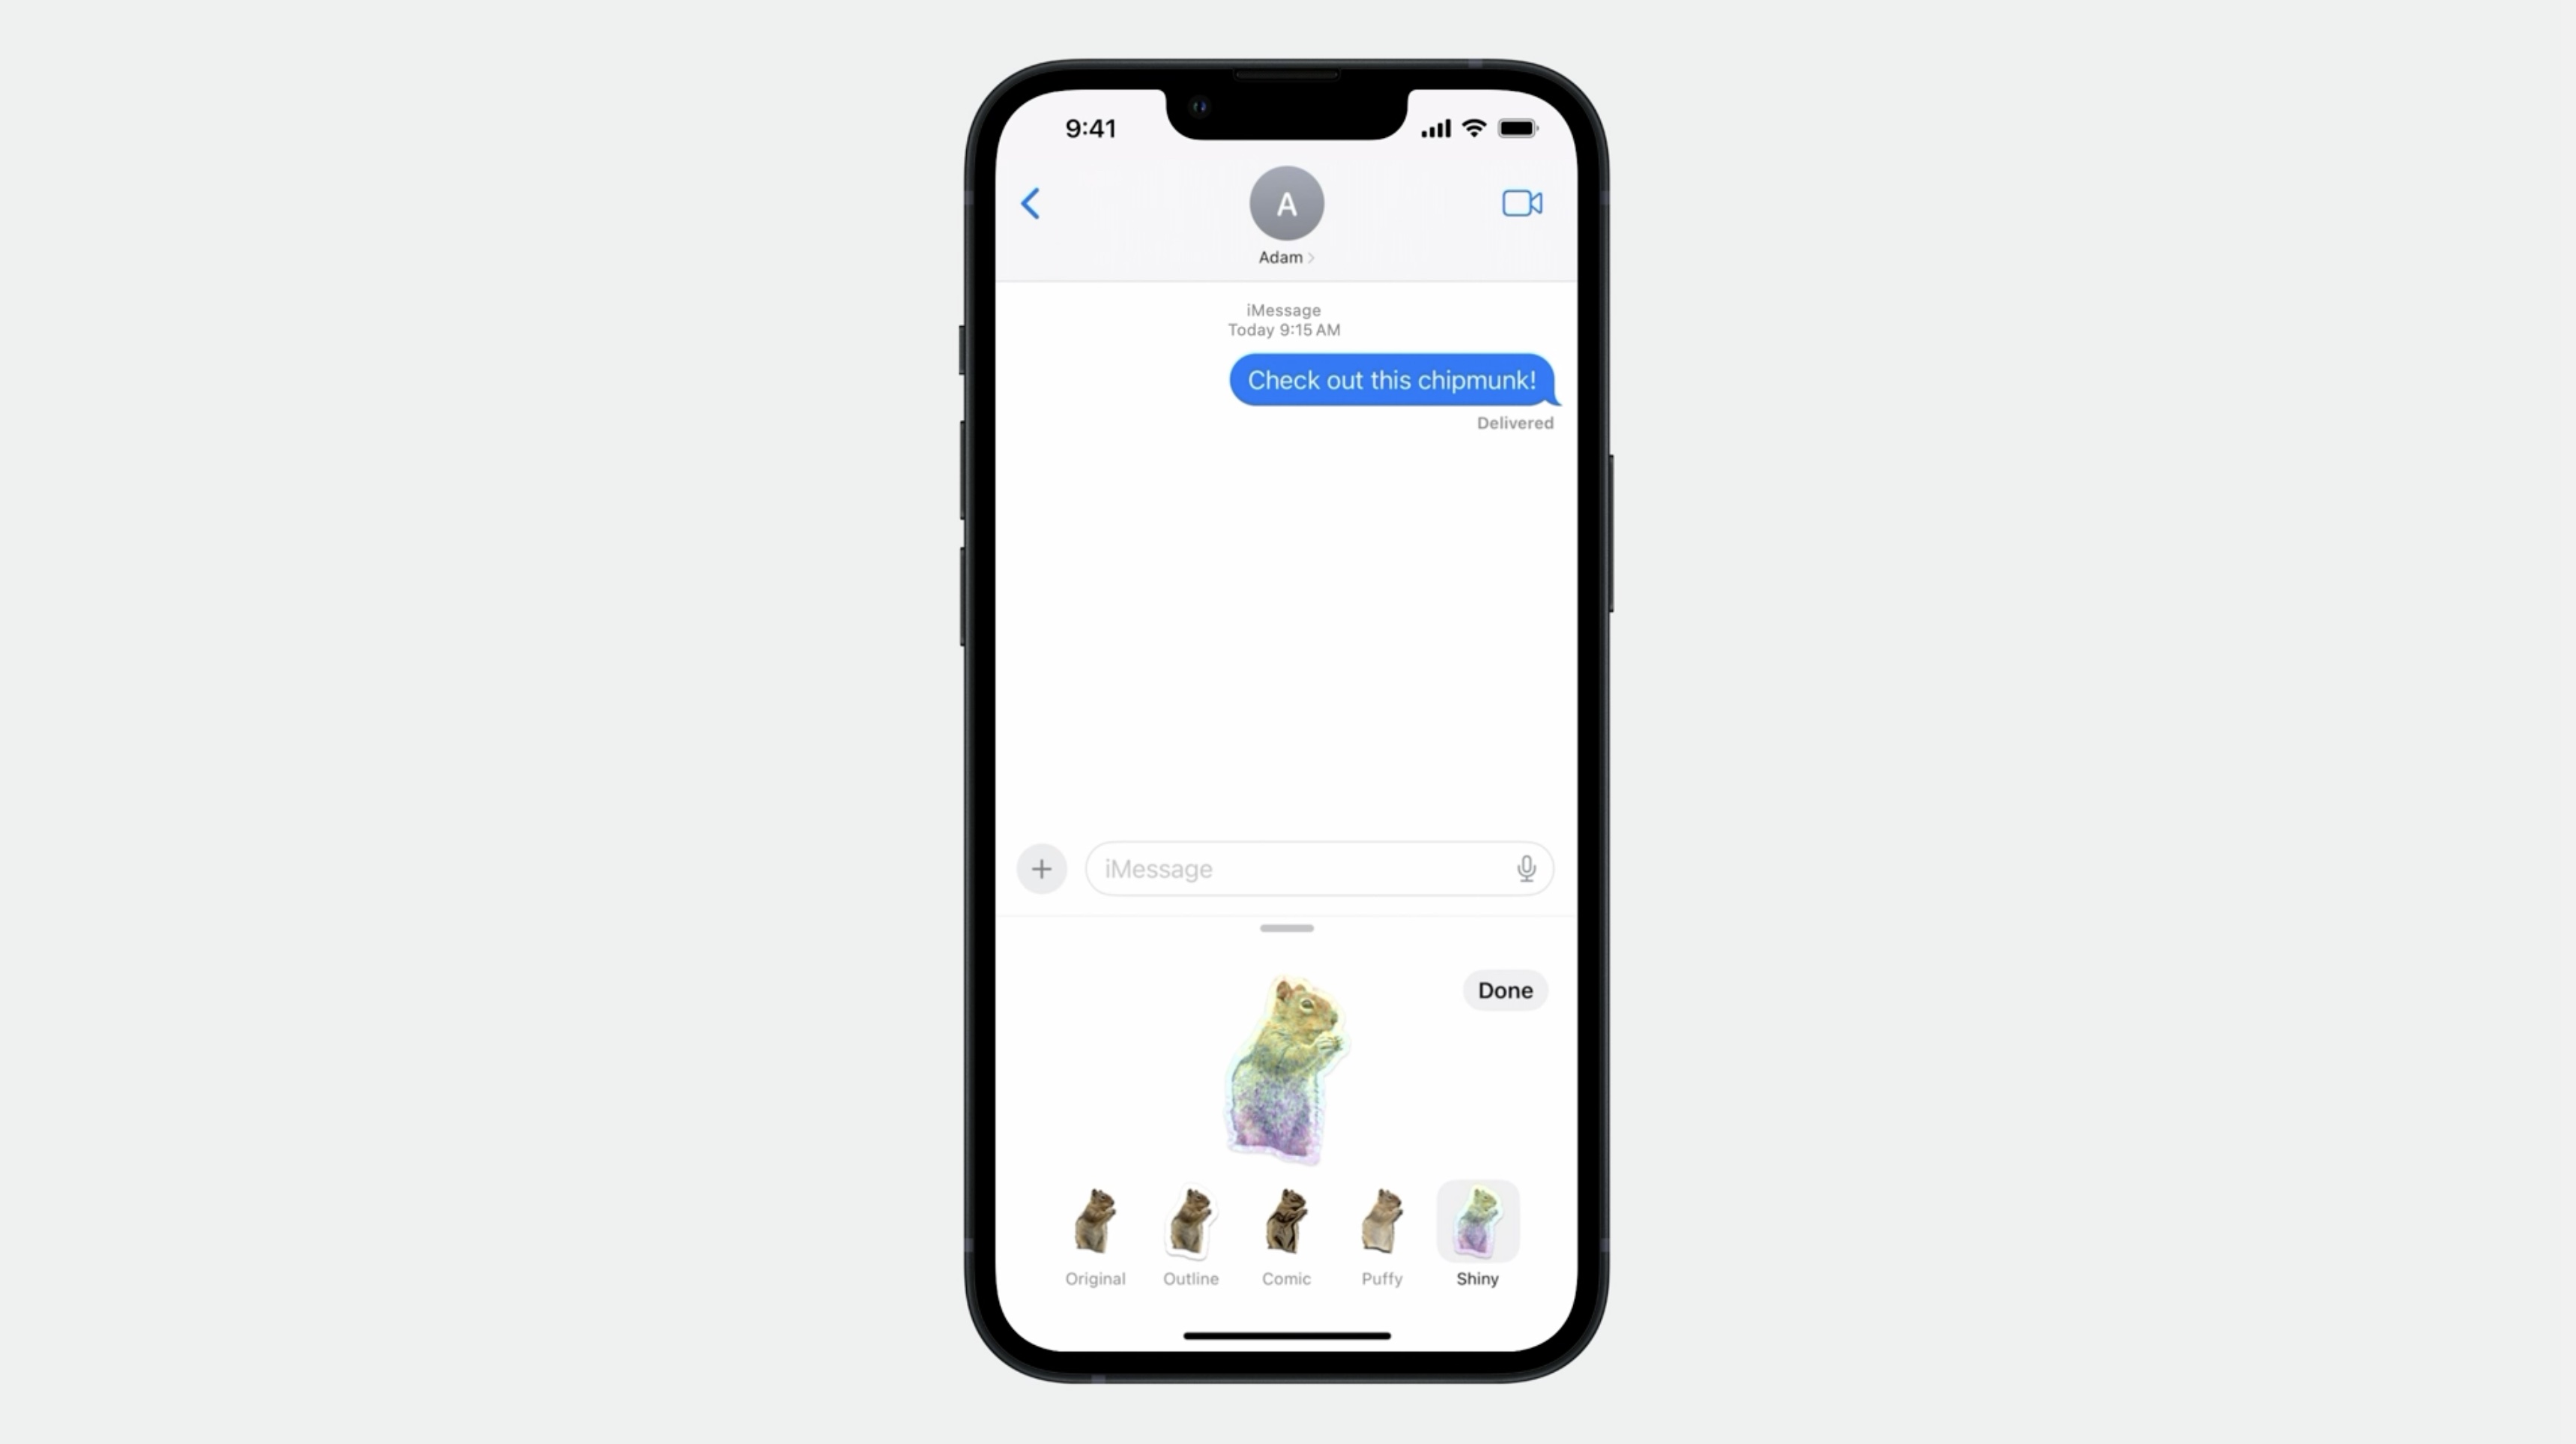 9:41
A
Adam
iMessage
Today 9:15 AM
Check out this chipmunk!
Delivered
iMessage
Done
Original
Outline
Comic
Puffy
Shiny